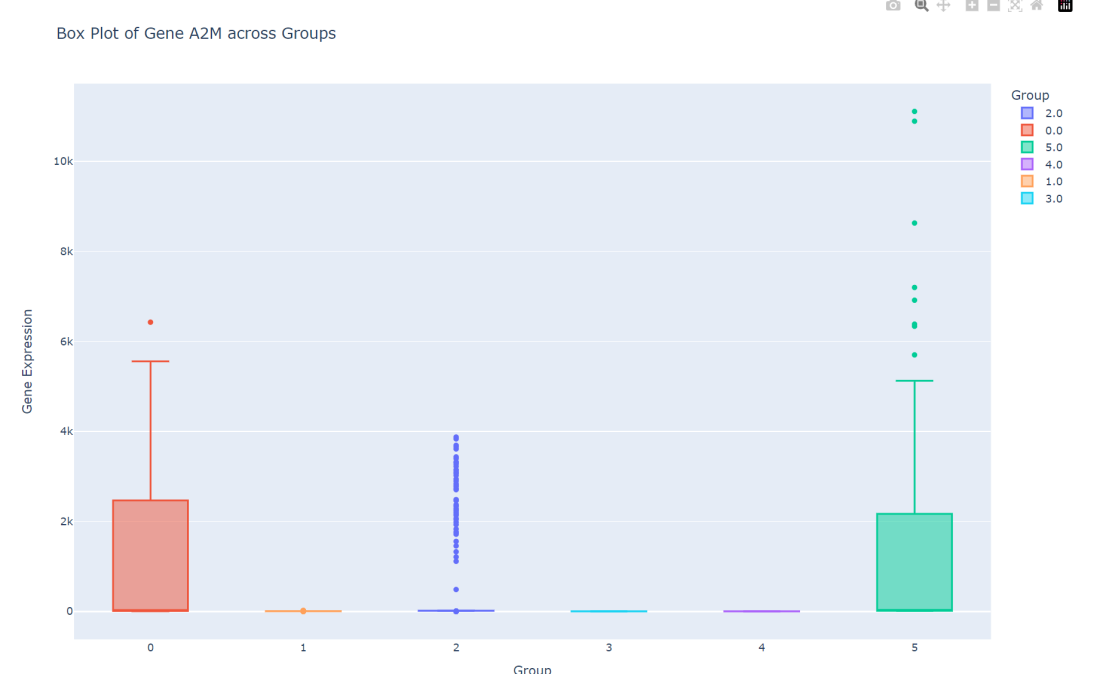 Box Plot of Gene A2M across Groups
Group
2.0
0.0
5.0
4.0
1.0
3.0
10k
8k
6k
4k
2k
0
Gene Expression
0 1 2 3 4 5
Group